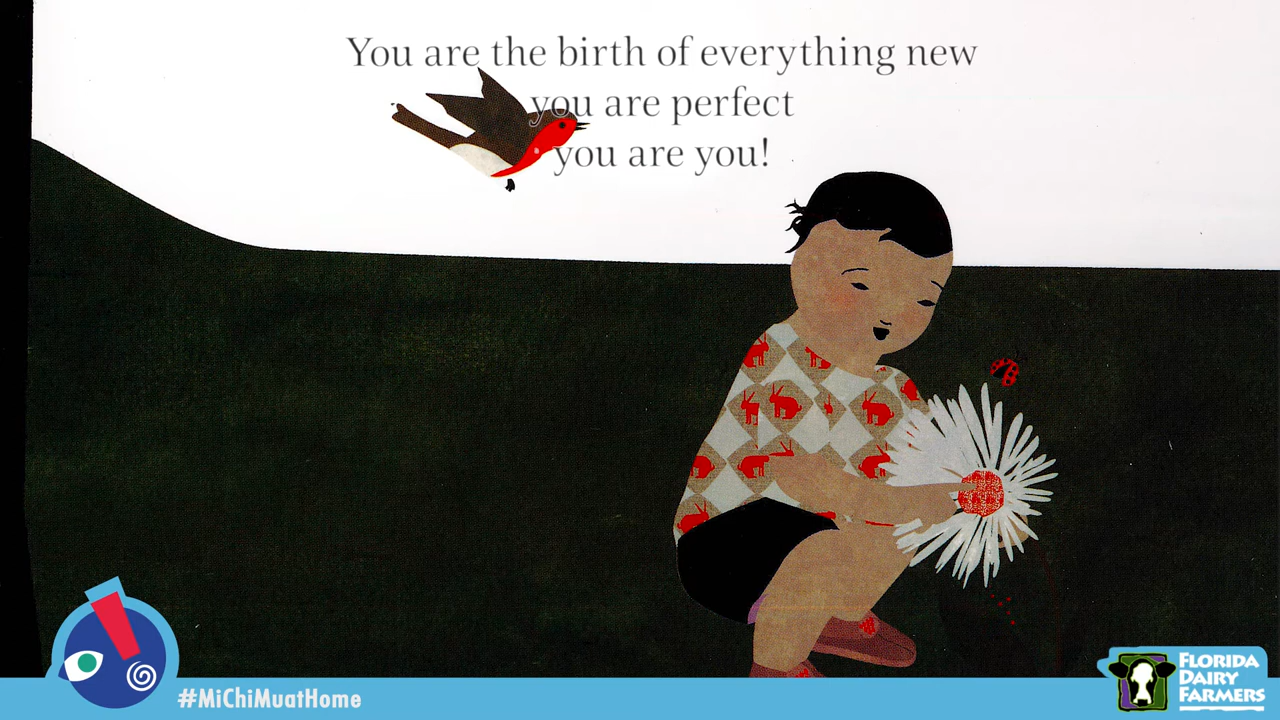 You are the birth of everything new
you are perfect
you are you!
#MiChiMuatHome
FLORIDA
DAIRY
FARMERS